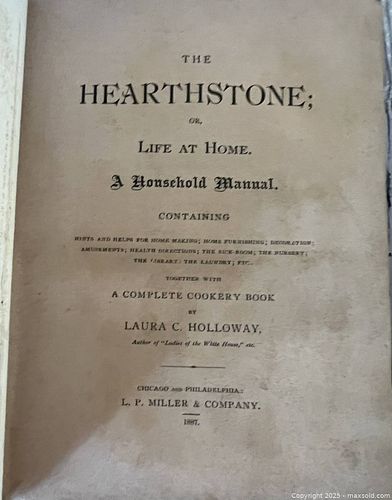 THE
HEARTHSTONE;
OR,
LIFE AT HOME.
A Household Manual.
CONTAINING
HINTS AND HELPS FOR HOME MAKING; HOME FURNISHING; DECORATION;
AMUSEMENTS; HEALTH DIRECTIONS; THE SICK-ROOM; THE NURSERY;
THE LIBRARY; THE LAUNDRY; ETC.
TOGETHER WITH
A COMPLETE COOKERY BOOK
BY
LAURA C. HOLLOWAY,
Author of "Ladies of the White House," etc.
CHICAGO AND PHILADELPHIA:
L. P. MILLER & COMPANY.
1887.
Copyright 2025 - maxsold.com